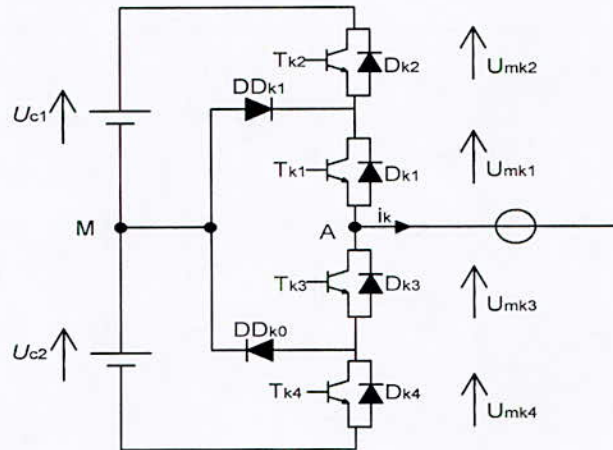 Tk2
Dk2
Umk2
DDk1
Uc1
Tk1
Dk1
Umk1
M
A
ik
Tk3
Dk3
Umk3
DDk0
Uc2
Tk4
Dk4
Umk4